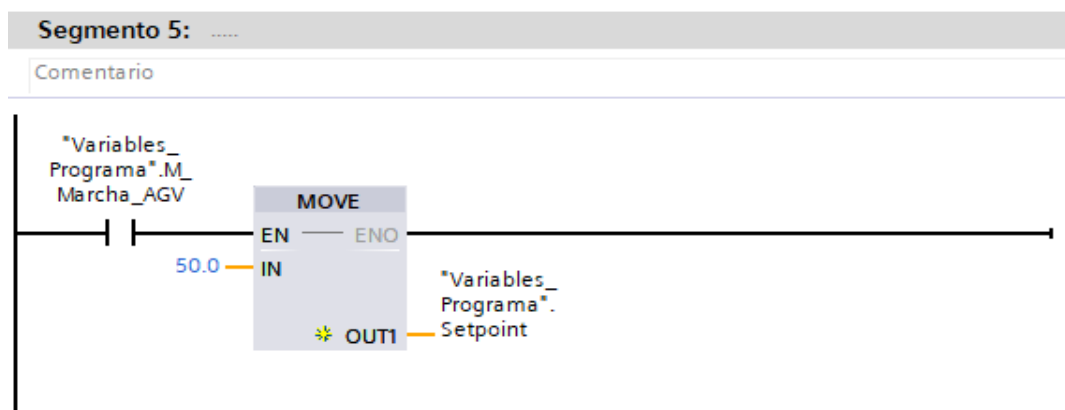 Segmento 5: .....
Comentario
"Variables_
Programa".M_
Marcha_AGV
MOVE
EN ENO
50.0 IN
"Variables_
Programa".
OUT1 Setpoint